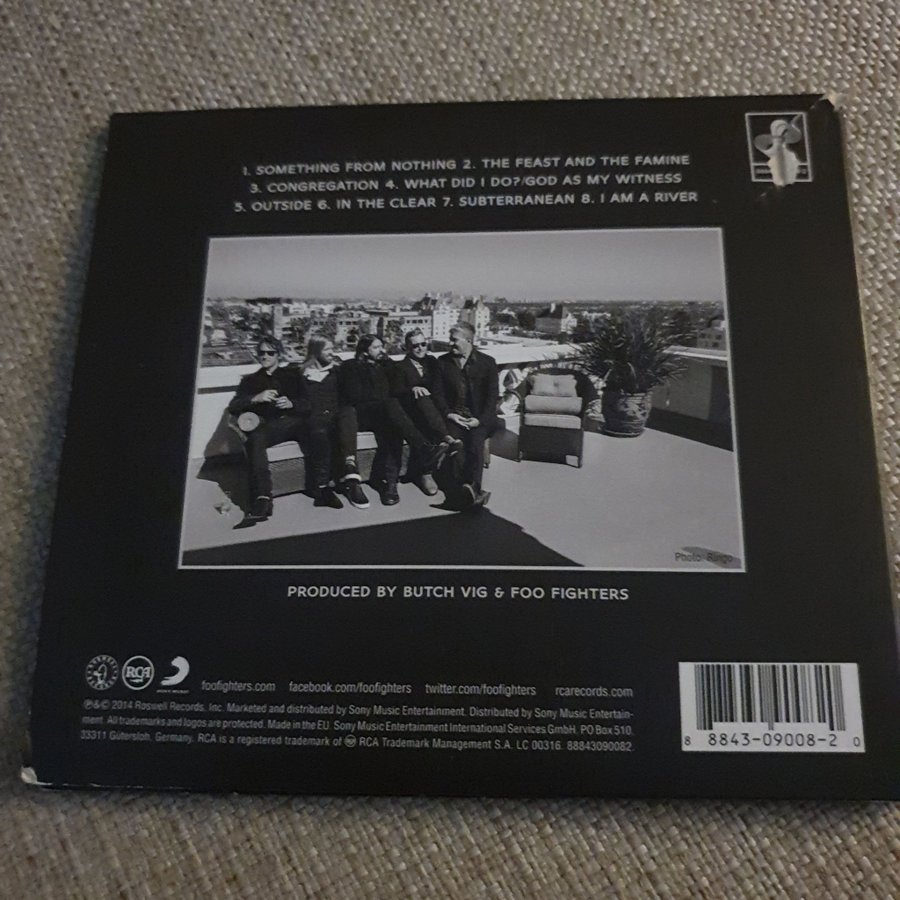 1. SOMETHING FROM NOTHING 2. THE FEAST AND THE FAMINE
3. CONGREGATION 4. WHAT DID I DO?/GOD AS MY WITNESS
5. OUTSIDE 6. IN THE CLEAR 7. SUBTERRANEAN 8. I AM A RIVER
Photo: Ringo
PRODUCED BY BUTCH VIG & FOO FIGHTERS
RCA
SONY MUSIC
foofighters.com facebook.com/foofighters twitter.com/foofighters rcarecords.com
℗&© 2014 Roswell Records, Inc. Marketed and distributed by Sony Music Entertainment. Distributed by Sony Music Entertain-
ment. All trademarks and logos are protected. Made in the EU. Sony Music Entertainment International Services GmbH, PO Box 510,
03311 Gütersloh, Germany. RCA is a registered trademark of RCA Trademark Management S.A. LC 00316. 88843090082.
8 8843-09008-2 0